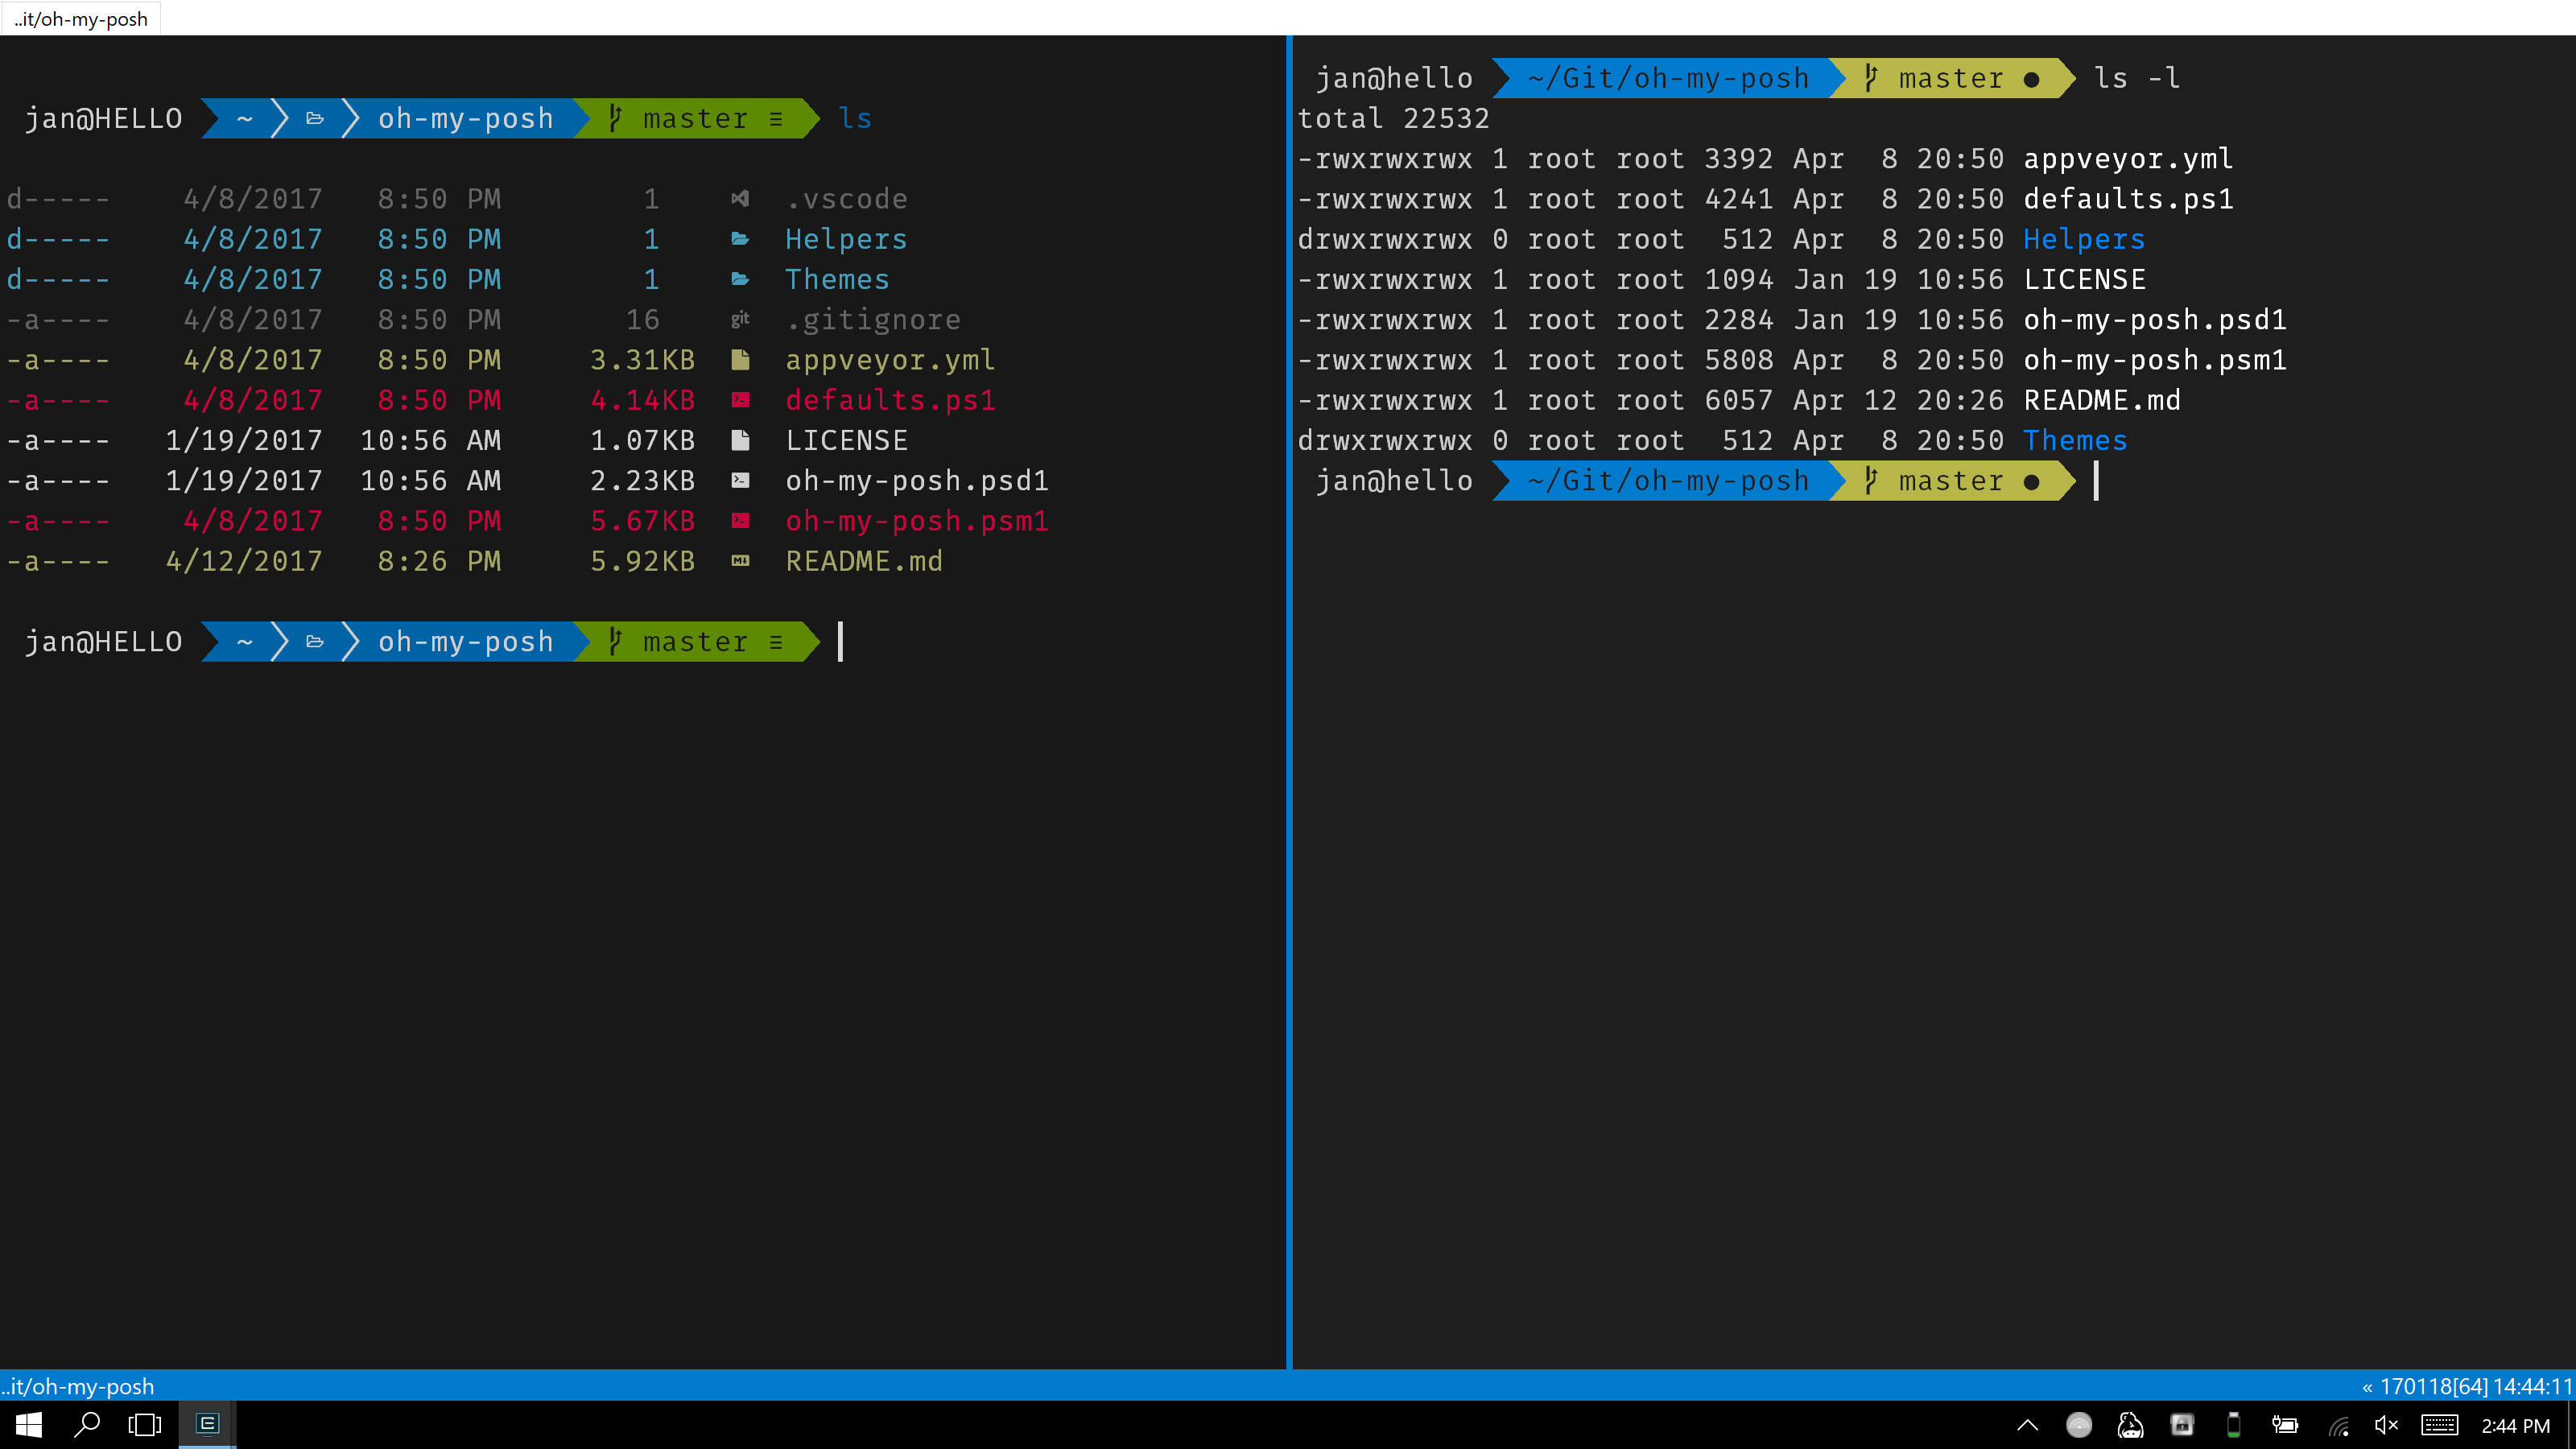 ..it/oh-my-posh
jan@HELLO ~ oh-my-posh master ≡ ls
d----- 4/8/2017 8:50 PM 1 .vscode
d----- 4/8/2017 8:50 PM 1 Helpers
d----- 4/8/2017 8:50 PM 1 Themes
-a---- 4/8/2017 8:50 PM 16 git .gitignore
-a---- 4/8/2017 8:50 PM 3.31KB appveyor.yml
-a---- 4/8/2017 8:50 PM 4.14KB defaults.ps1
-a---- 1/19/2017 10:56 AM 1.07KB LICENSE
-a---- 1/19/2017 10:56 AM 2.23KB oh-my-posh.psd1
-a---- 4/8/2017 8:50 PM 5.67KB oh-my-posh.psm1
-a---- 4/12/2017 8:26 PM 5.92KB README.md
jan@HELLO ~ oh-my-posh master ≡
jan@hello ~/Git/oh-my-posh master ● ls -l
total 22532
-rwxrwxrwx 1 root root 3392 Apr 8 20:50 appveyor.yml
-rwxrwxrwx 1 root root 4241 Apr 8 20:50 defaults.ps1
drwxrwxrwx 0 root root 512 Apr 8 20:50 Helpers
-rwxrwxrwx 1 root root 1094 Jan 19 10:56 LICENSE
-rwxrwxrwx 1 root root 2284 Jan 19 10:56 oh-my-posh.psd1
-rwxrwxrwx 1 root root 5808 Apr 8 20:50 oh-my-posh.psm1
-rwxrwxrwx 1 root root 6057 Apr 12 20:26 README.md
drwxrwxrwx 0 root root 512 Apr 8 20:50 Themes
jan@hello ~/Git/oh-my-posh master ●
..it/oh-my-posh
« 170118[64] 14:44:11
2:44 PM